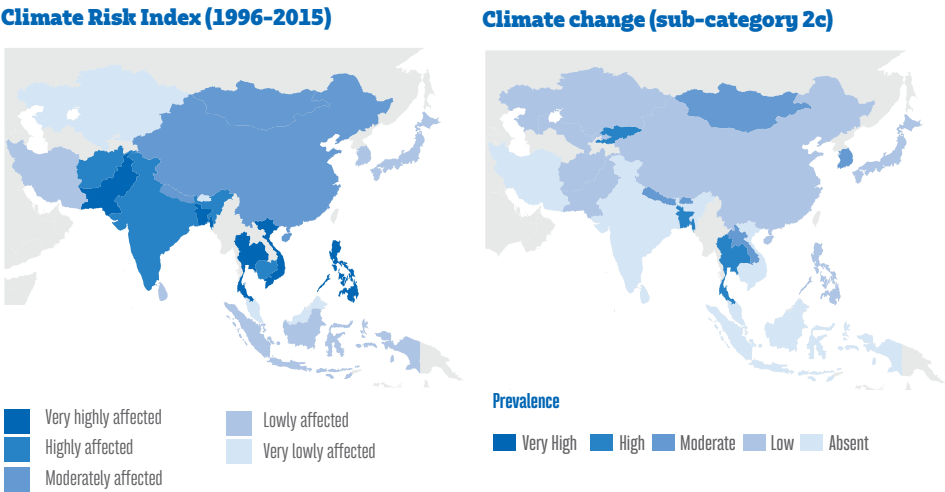 Climate Risk Index (1996-2015)
Climate change (sub-category 2c)
Very highly affected
Highly affected
Moderately affected
Lowly affected
Very lowly affected
Prevalence
Very High
High
Moderate
Low
Absent